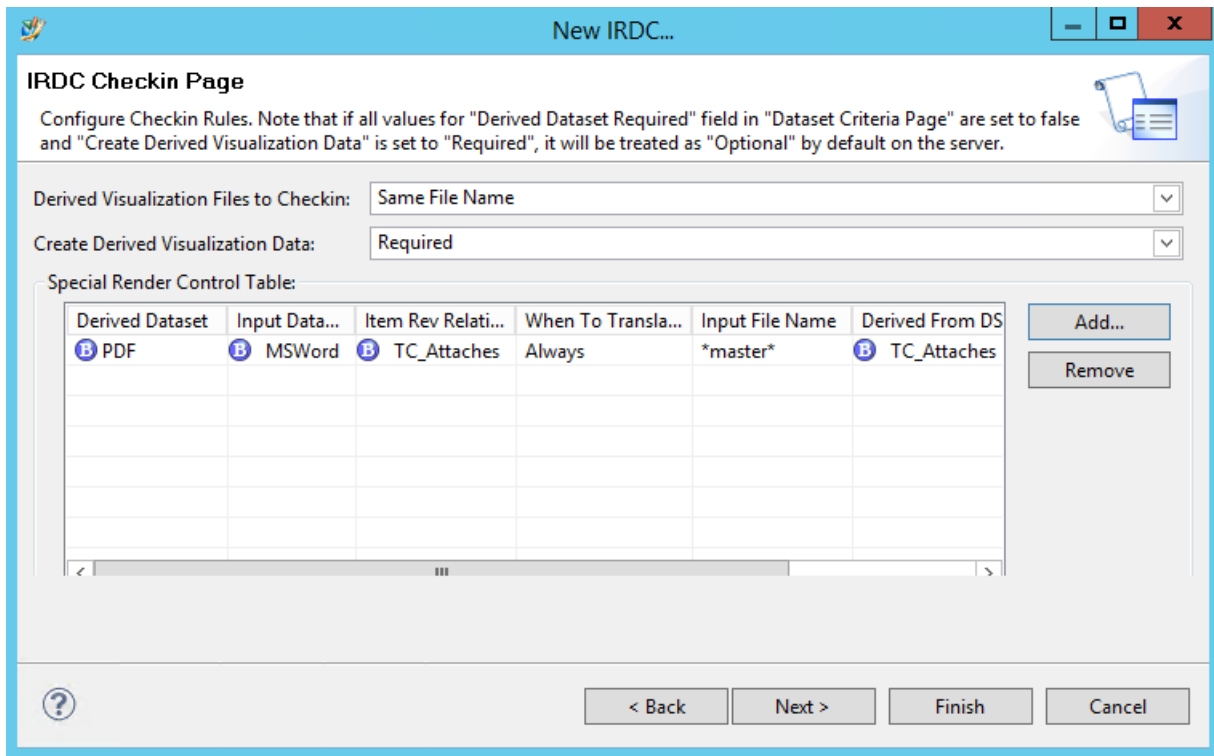 New IRDC...
IRDC Checkin Page
Configure Checkin Rules. Note that if all values for "Derived Dataset Required" field in "Dataset Criteria Page" are set to false
and "Create Derived Visualization Data" is set to "Required", it will be treated as "Optional" by default on the server.
Derived Visualization Files to Checkin: Same File Name
Create Derived Visualization Data: Required
Special Render Control Table:
Derived Dataset Input Data... Item Rev Relati... When To Transla... Input File Name Derived From DS
B PDF B MSWord B TC_Attaches Always *master* B TC_Attaches
Add...
Remove
? < Back Next > Finish Cancel